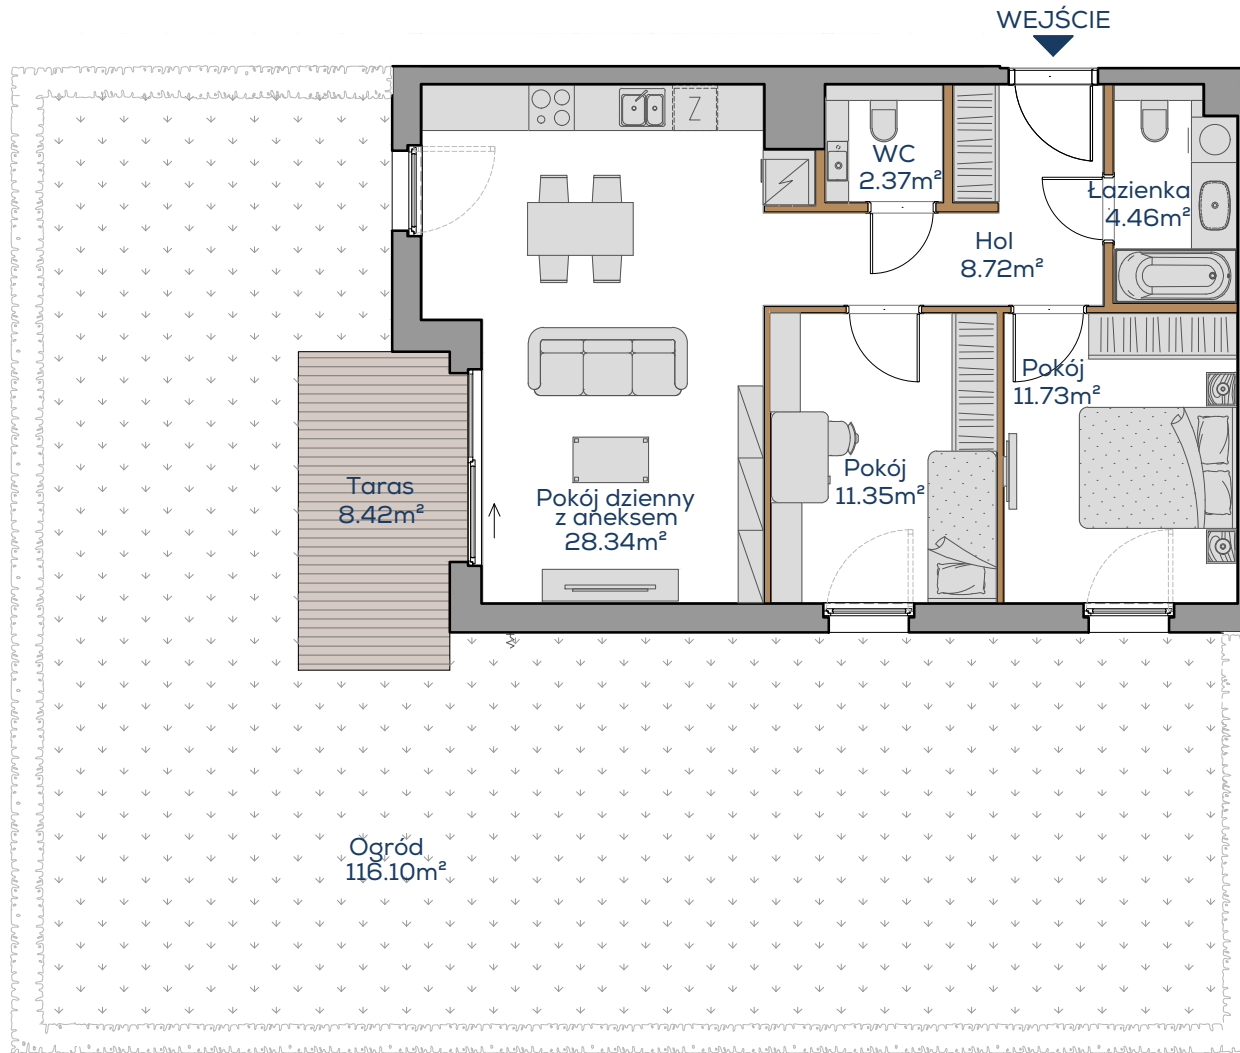 WEJŚCIE
Z
WC
2.37m²
Łazienka
4.46m²
Hol
8.72m²
Pokój
11.73m²
Pokój
11.35m²
Taras
8.42m²
Pokój dzienny
z aneksem
28.34m²
Ogród
116.10m²